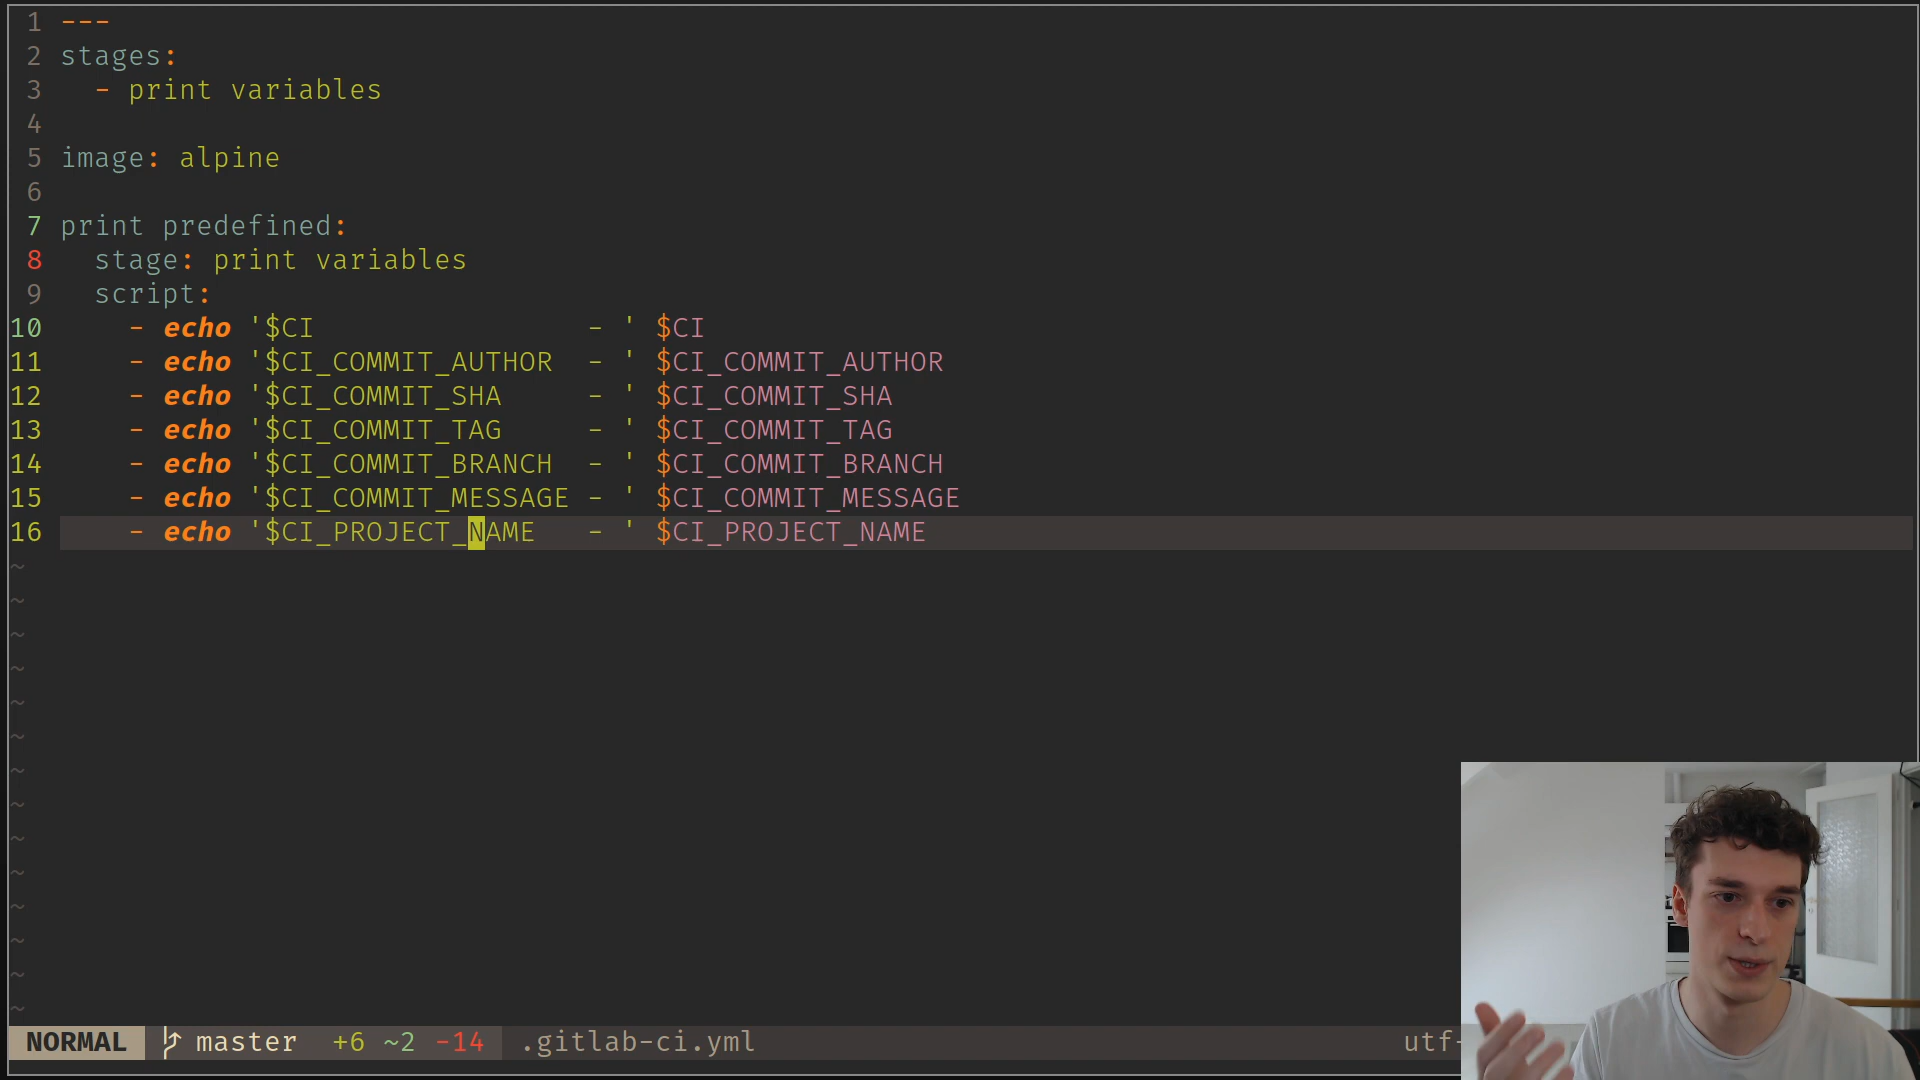 1 ---
2 stages:
3   - print variables
4
5 image: alpine
6
7 print predefined:
8   stage: print variables
9   script:
10     - echo '$CI                - ' $CI
11     - echo '$CI_COMMIT_AUTHOR  - ' $CI_COMMIT_AUTHOR
12     - echo '$CI_COMMIT_SHA     - ' $CI_COMMIT_SHA
13     - echo '$CI_COMMIT_TAG     - ' $CI_COMMIT_TAG
14     - echo '$CI_COMMIT_BRANCH  - ' $CI_COMMIT_BRANCH
15     - echo '$CI_COMMIT_MESSAGE - ' $CI_COMMIT_MESSAGE
16     - echo '$CI_PROJECT_NAME   - ' $CI_PROJECT_NAME
~
~
~
~
~
~
~
~
~
~
~
~
~
~
NORMAL master +6 ~2 -14 .gitlab-ci.yml utf-